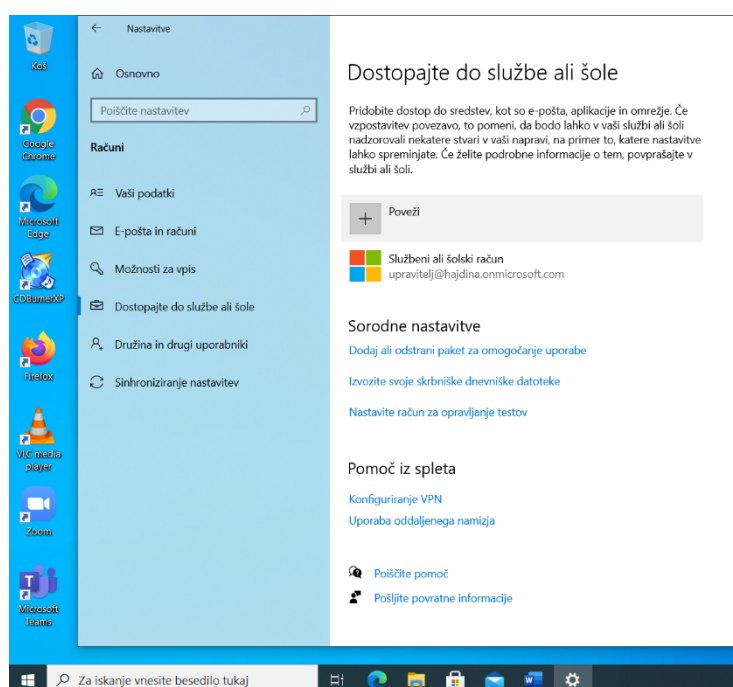 Koš
Google
Chrome
Microsoft
Edge
CDBurnerXP
Firefox
VLC media
player
Zoom
Microsoft
Teams
Nastavitve
Osnovno
Poiščite nastavitev
Računi
Vaši podatki
E-pošta in računi
Možnosti za vpis
Dostopajte do službe ali šole
Družina in drugi uporabniki
Sinhroniziranje nastavitev
Dostopajte do službe ali šole
Pridobite dostop do sredstev, kot so e-pošta, aplikacije in omrežje. Če
vzpostavitev povezavo, to pomeni, da bodo lahko v vaši službi ali šoli
nadzorovali nekatere stvari v vaši napravi, na primer to, katere nastavitve
lahko spreminjate. Če želite podrobne informacije o tem, povprašajte v
službi ali šoli.
Poveži
Službeni ali šolski račun
upravitelj@hajdina.onmicrosoft.com
Sorodne nastavitve
Dodaj ali odstrani paket za omogočanje uporabe
Izvozite svoje skrbniške dnevniške datoteke
Nastavite račun za opravljanje testov
Pomoč iz spleta
Konfiguriranje VPN
Uporaba oddaljenega namizja
Poiščite pomoč
Pošljite povratne informacije
Za iskanje vnesite besedilo tukaj